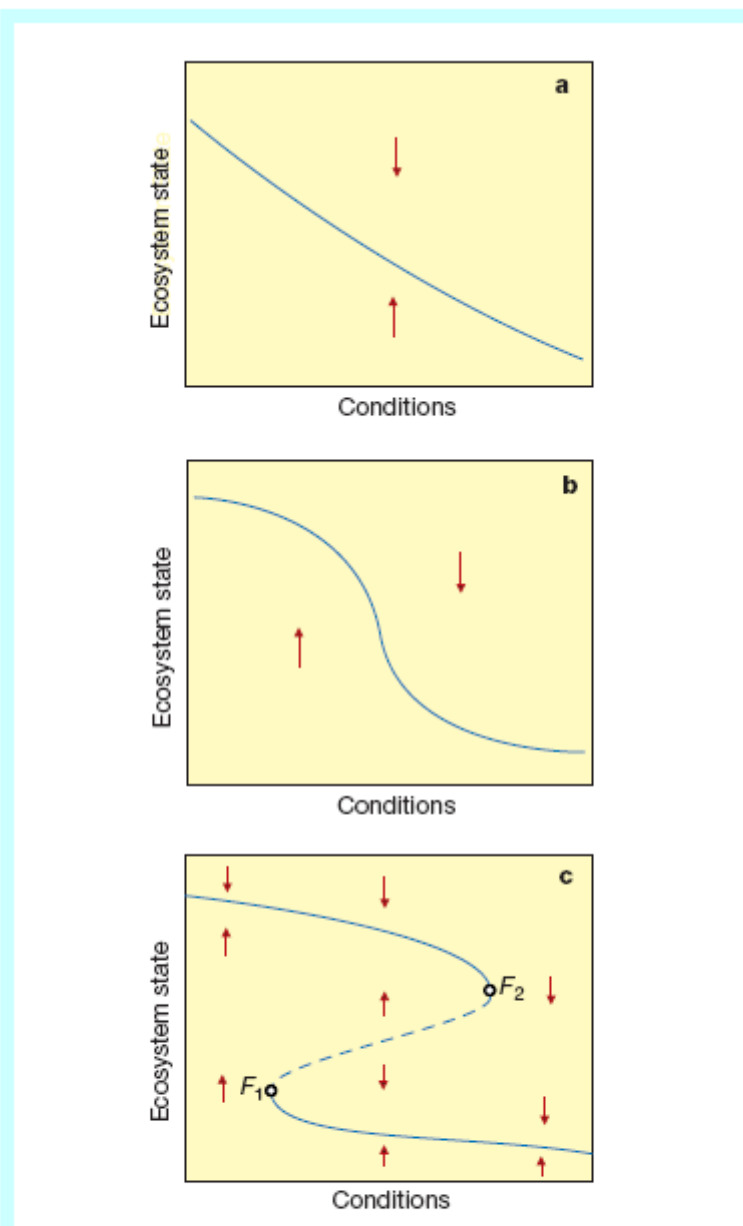 a
Ecosystem state
Conditions
b
Ecosystem state
Conditions
c
Ecosystem state
F2
F1
Conditions